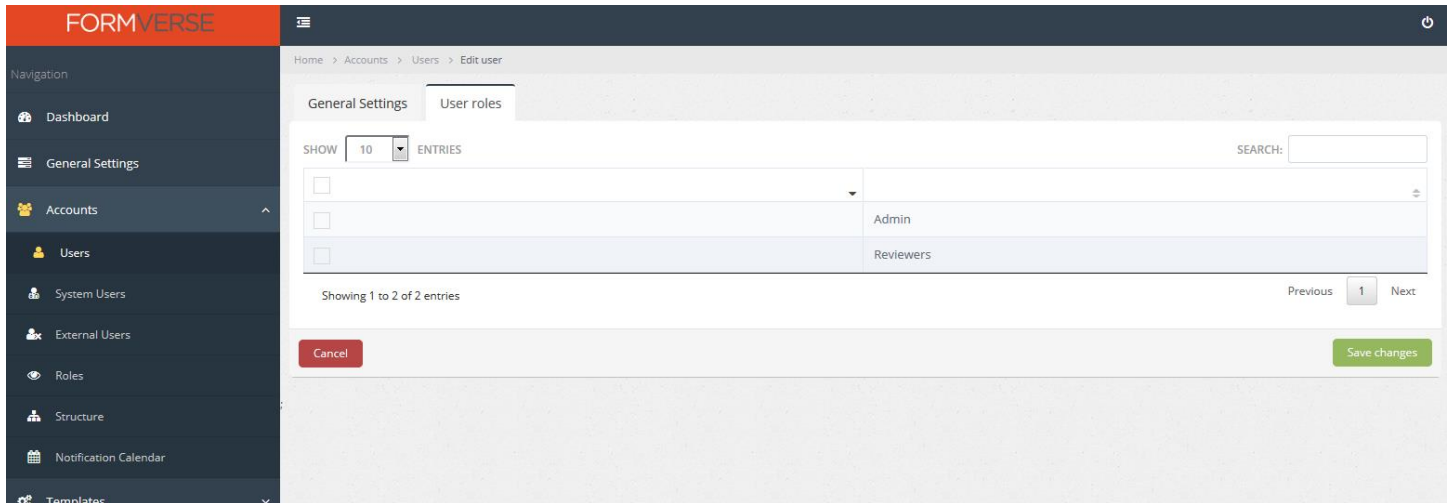 FORMVERSE
Navigation
Dashboard
General Settings
Accounts
Users
System Users
External Users
Roles
Structure
Notification Calendar
Templates
Home > Accounts > Users > Edit user
General Settings User roles
SHOW 10 ENTRIES SEARCH:
Admin
Reviewers
Showing 1 to 2 of 2 entries Previous 1 Next
Cancel Save changes
;